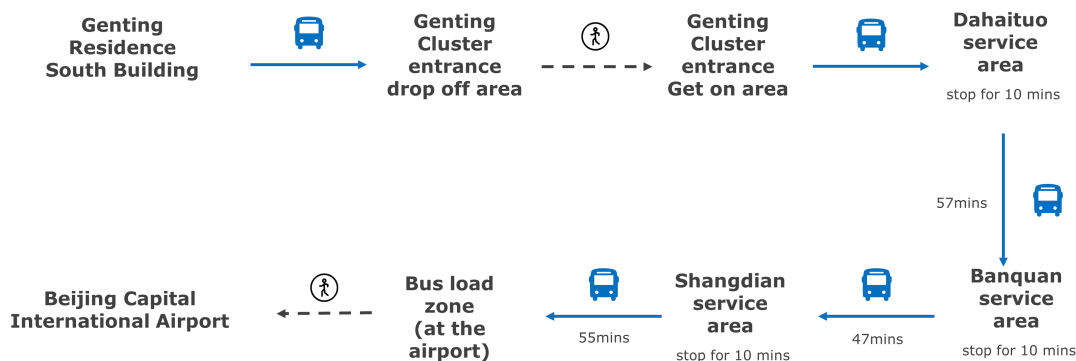 Genting
Residence
South Building
Genting
Cluster
entrance
drop off area
Genting
Cluster
entrance
Get on area
Dahaituo
service
area
stop for 10 mins
57mins
Banquan
service
area
stop for 10 mins
47mins
Shangdian
service
area
stop for 10 mins
55mins
Bus load
zone
(at the
airport)
Beijing Capital
International Airport